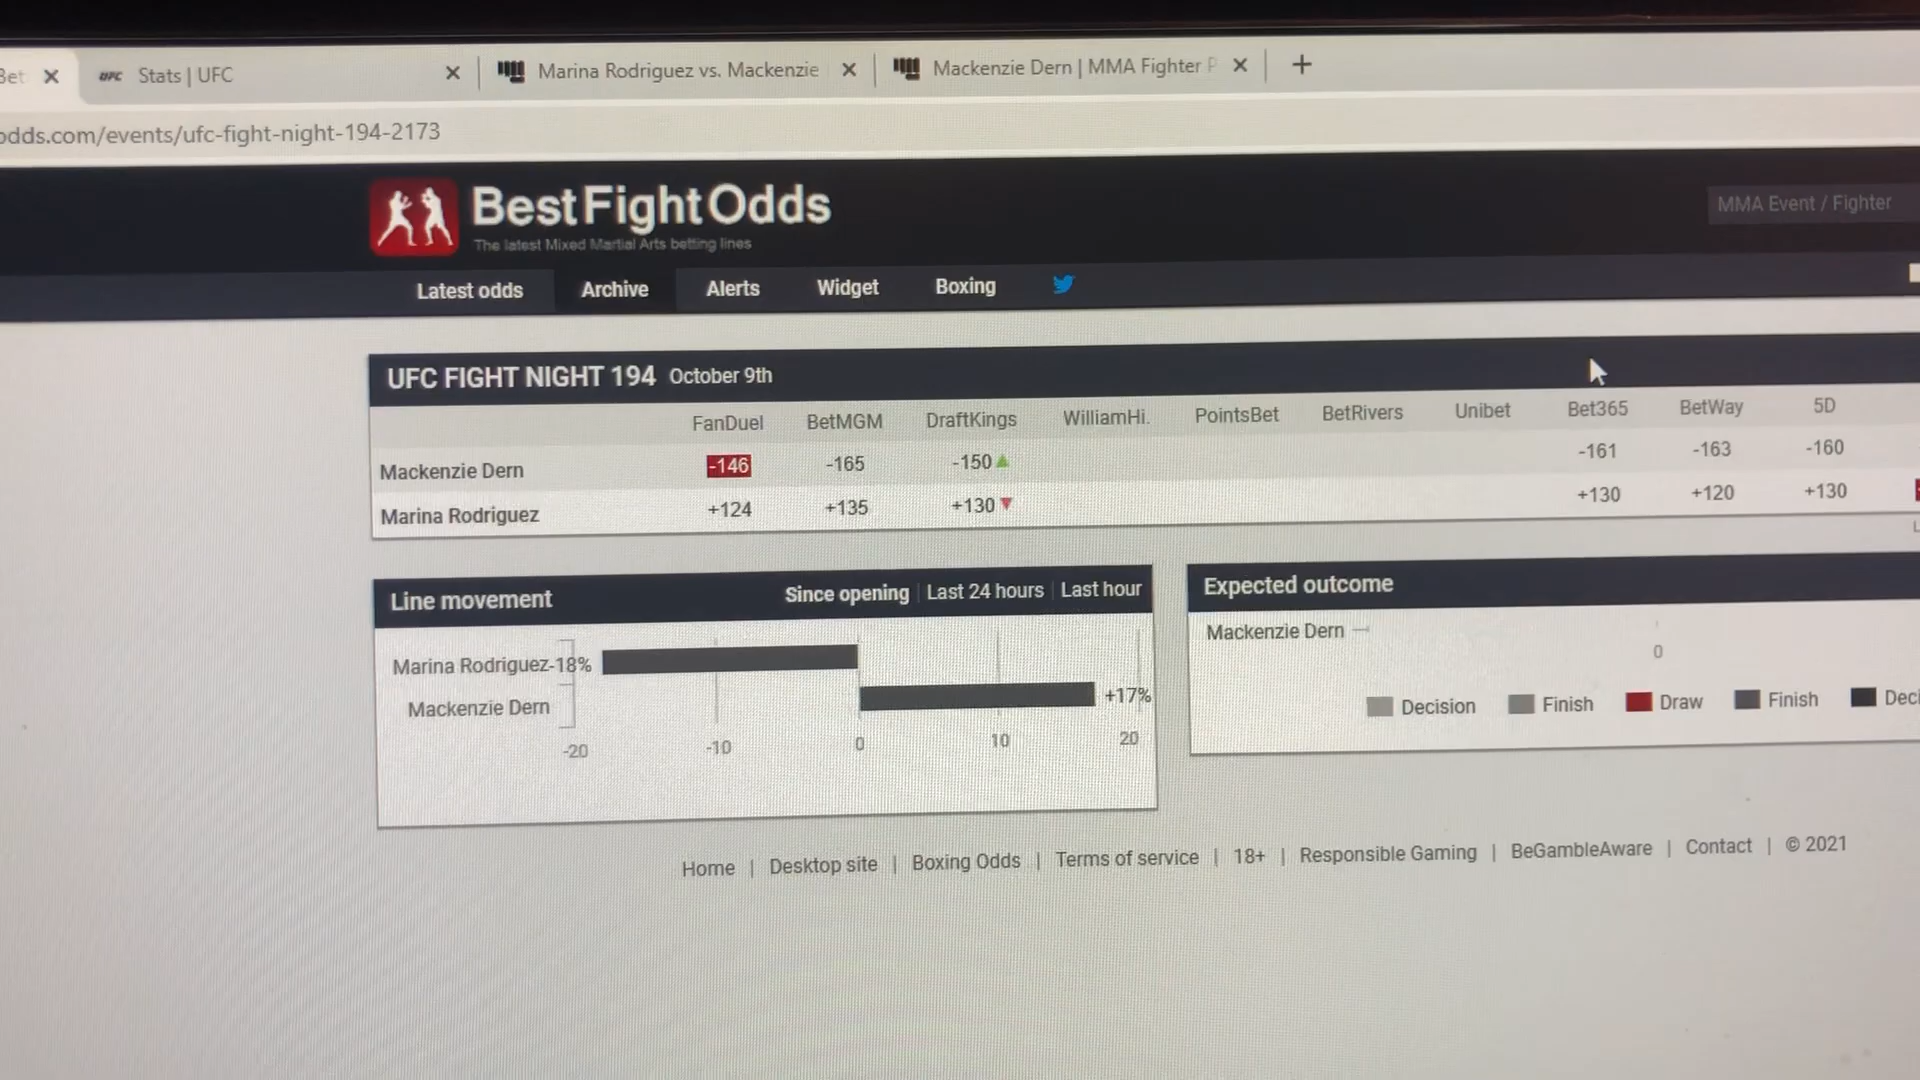 Bet
UFC Stats | UFC
Marina Rodriguez vs. Mackenzie
Mackenzie Dern | MMA Fighter P
odds.com/events/ufc-fight-night-194-2173
BestFightOdds
The latest Mixed Martial Arts betting lines
MMA Event / Fighter
Latest odds Archive Alerts Widget Boxing
UFC FIGHT NIGHT 194 October 9th
FanDuel BetMGM DraftKings WilliamHi. PointsBet BetRivers Unibet Bet365 BetWay 5D
Mackenzie Dern -146 -165 -150▲ -161 -163 -160
Marina Rodriguez +124 +135 +130▼ +130 +120 +130
Line movement Since opening | Last 24 hours | Last hour
Marina Rodriguez -18%
Mackenzie Dern +17%
-20 -10 0 10 20
Expected outcome
Mackenzie Dern
0
Decision Finish Draw Finish Deci
Home | Desktop site | Boxing Odds | Terms of service | 18+ | Responsible Gaming | BeGambleAware | Contact | © 2021